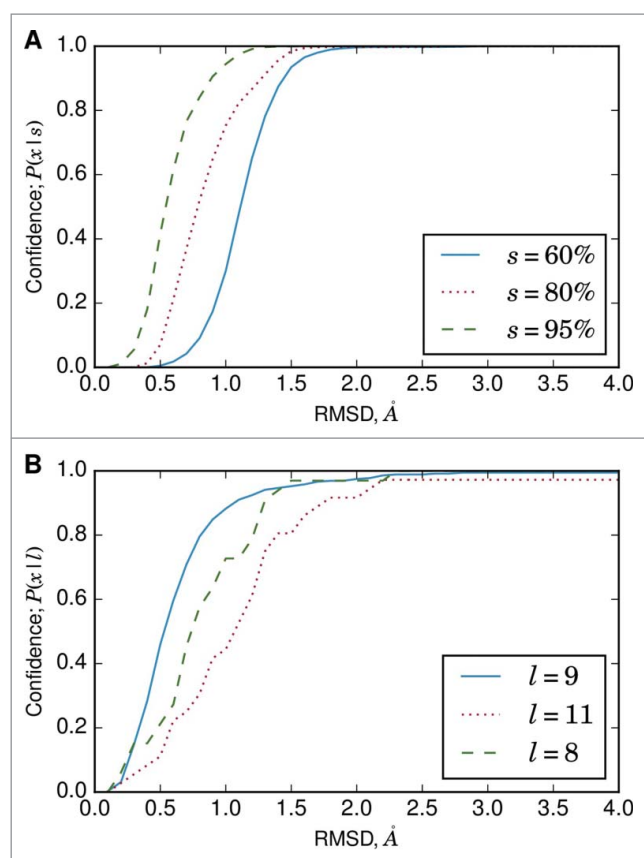 A
1.0
0.8
0.6
0.4
0.2
0.0
Confidence; P(x | s)
s = 60%
s = 80%
s = 95%
0.0 0.5 1.0 1.5 2.0 2.5 3.0 3.5 4.0
RMSD, Å
B
1.0
0.8
0.6
0.4
0.2
0.0
Confidence; P(x | l)
l = 9
l = 11
l = 8
0.0 0.5 1.0 1.5 2.0 2.5 3.0 3.5 4.0
RMSD, Å